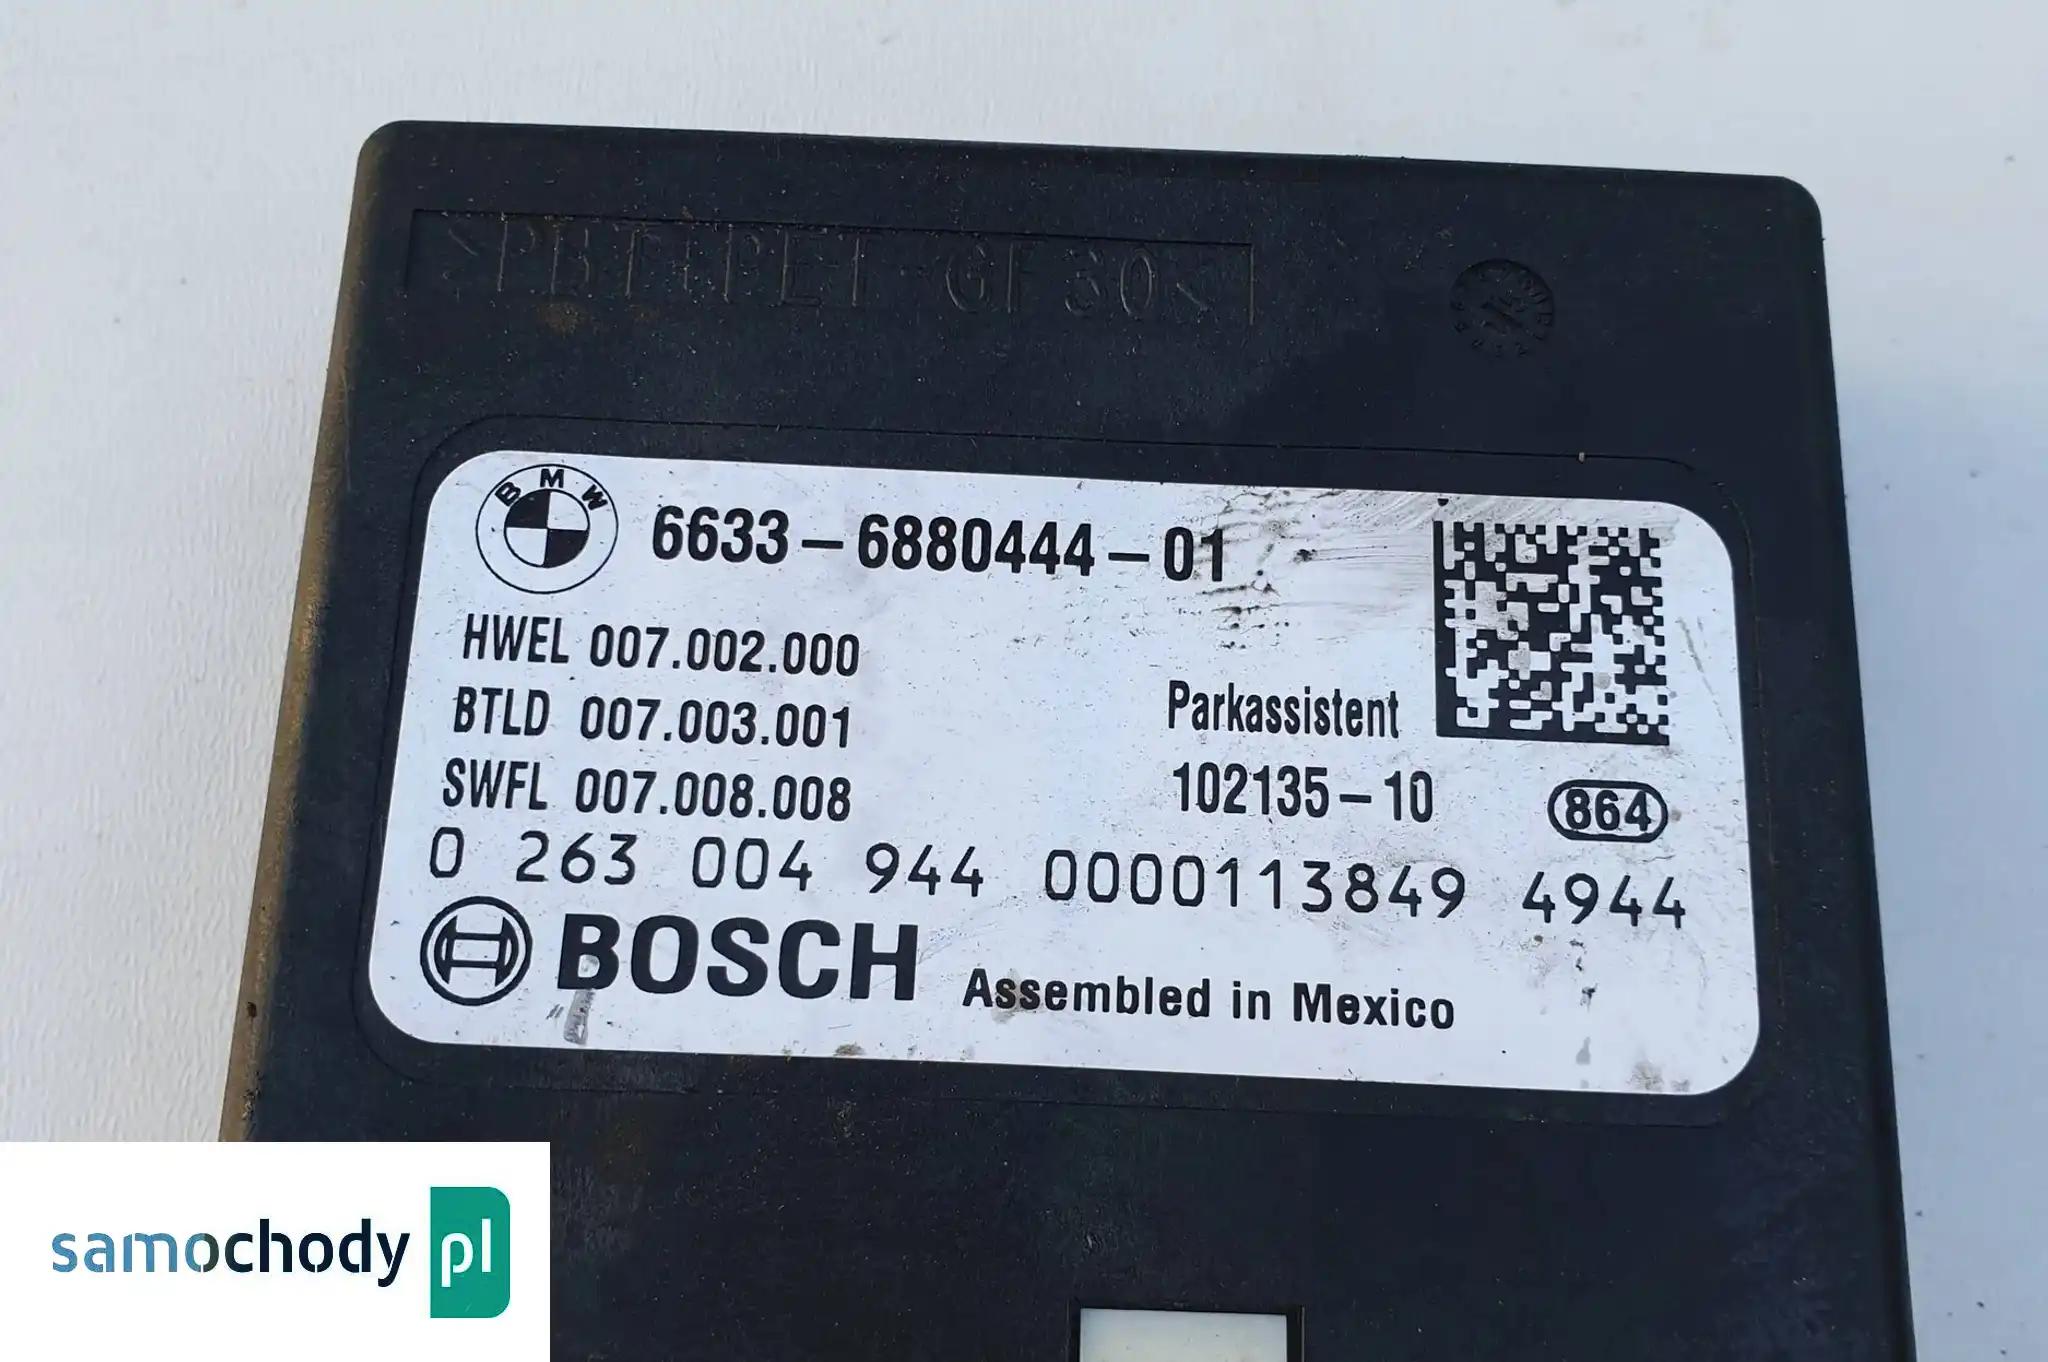 >PBT+PET-GF30<
BMW
6633-6880444-01
HWEL 007.002.000
BTLD 007.003.001
Parkassistent
SWFL 007.008.008
102135-10
864
0 263 004 944 0000113849 4944
BOSCH Assembled in Mexico
samochody pl